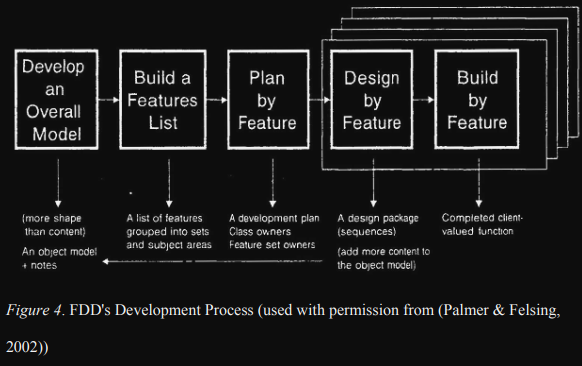 Develop
an
Overall
Model
Build a
Features
List
Plan
by
Feature
Design
by
Feature
Build
by
Feature
(more shape
than content)
An object model
+ notes
A list of features
grouped into sets
and subject areas
A development plan
Class owners
Feature set owners
A design package
(sequences)
(add more content to
the object model)
Completed client-
valued function
Figure 4. FDD's Development Process (used with permission from (Palmer & Felsing,
2002))